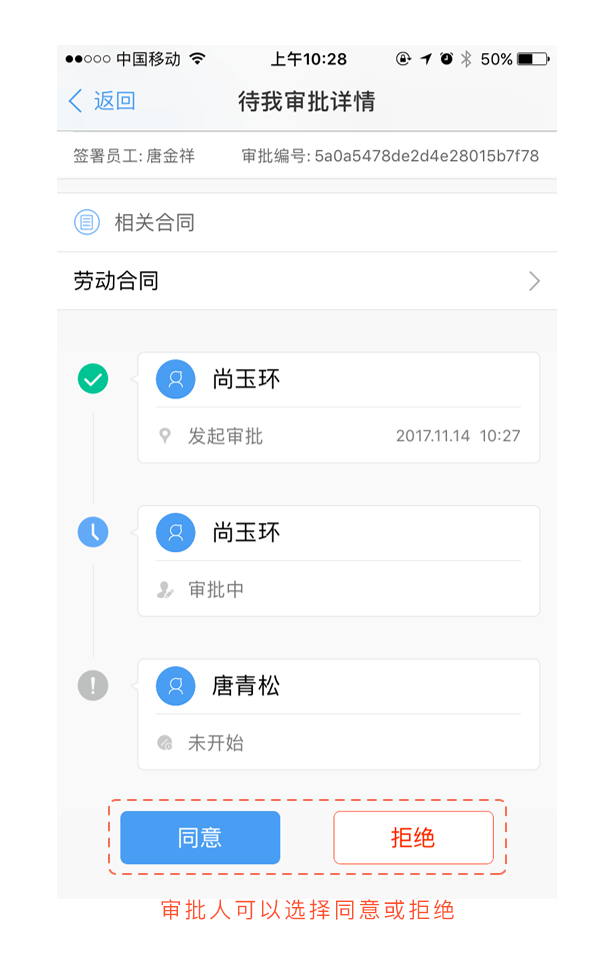 中国移动 上午10:28 50%
返回 待我审批详情
签署员工: 唐金祥 审批编号: 5a0a5478de2d4e28015b7f78
相关合同
劳动合同
尚玉环
发起审批 2017.11.14 10:27
尚玉环
审批中
唐青松
未开始
同意 拒绝
审批人可以选择同意或拒绝